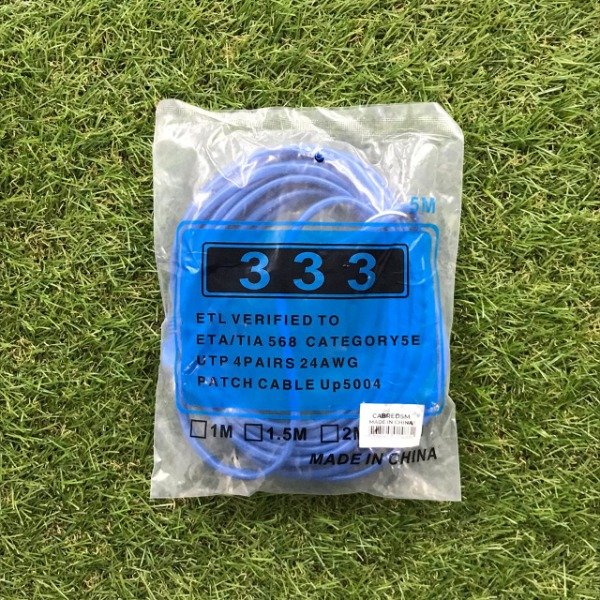 5M
333
ETL VERIFIED TO
ETA/TIA 568 CATEGORY5E
UTP 4PAIRS 24AWG
PATCH CABLE Up5004
1M 1.5M 2M
CABRED5M
MADE IN CHINA
MADE IN CHINA